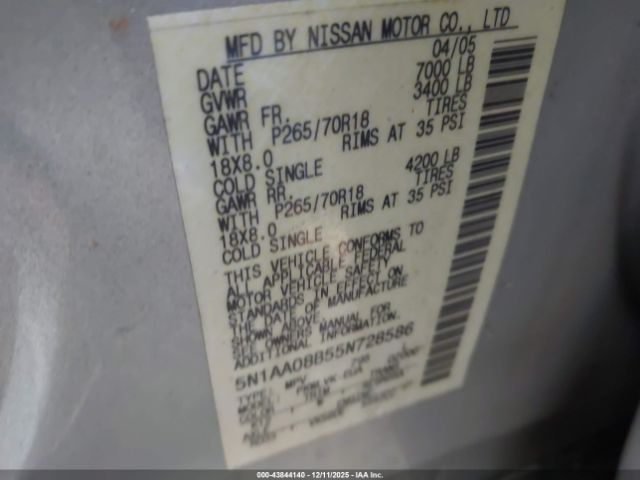 MFD BY NISSAN MOTOR CO., LTD
DATE 04/05
GVWR 7000 LB
GAWR FR. 3400 LB
WITH P265/70R18 TIRES
18X8.0 RIMS AT 35 PSI
COLD SINGLE
GAWR RR. 4200 LB
WITH P265/70R18 TIRES
18X8.0 RIMS AT 35 PSI
COLD SINGLE
THIS VEHICLE CONFORMS TO
ALL APPLICABLE FEDERAL
MOTOR VEHICLE SAFETY
STANDARDS IN EFFECT ON
THE DATE OF MANUFACTURE
SHOWN ABOVE.
SEE OWNERS MANUAL FOR
ADDITIONAL INFORMATION.
5N1AA08B55N728586
TYPE: MPV
MODEL:
TRIM TRANS
000-43844140 - 12/11/2025 - IAA Inc.